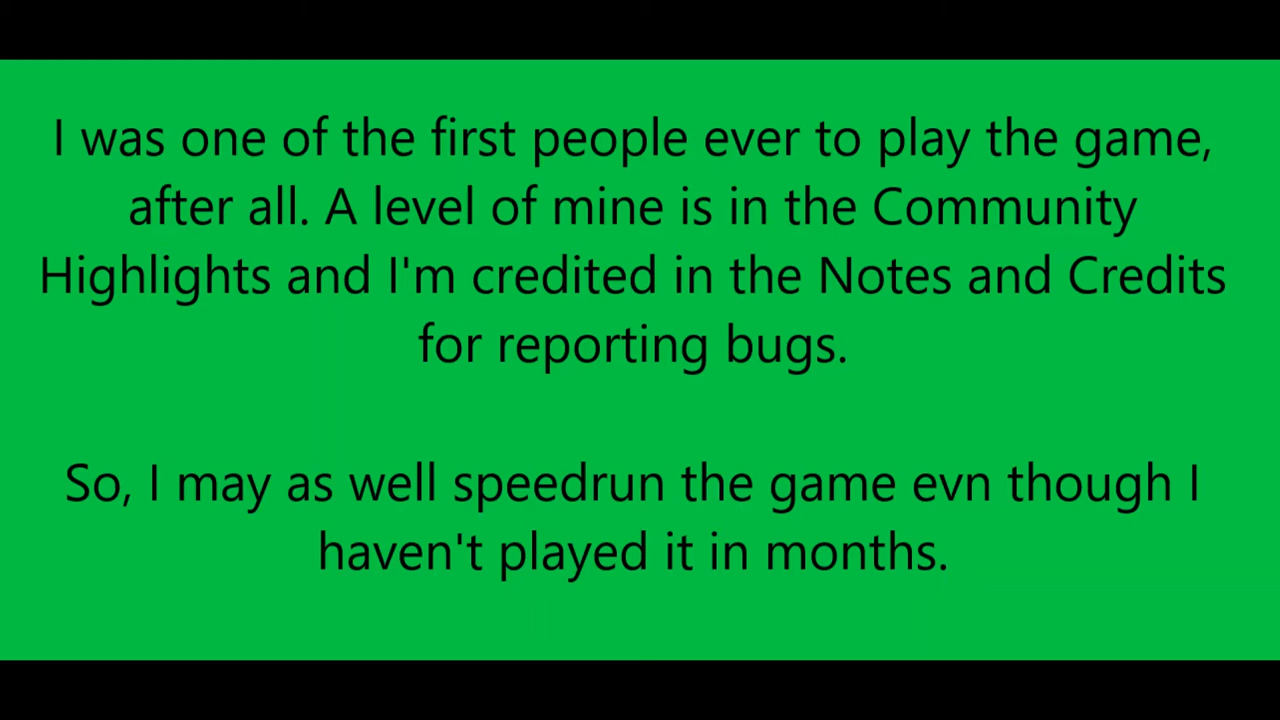 I was one of the first people ever to play the game,
after all. A level of mine is in the Community
Highlights and I'm credited in the Notes and Credits
for reporting bugs.
So, I may as well speedrun the game evn though I
haven't played it in months.